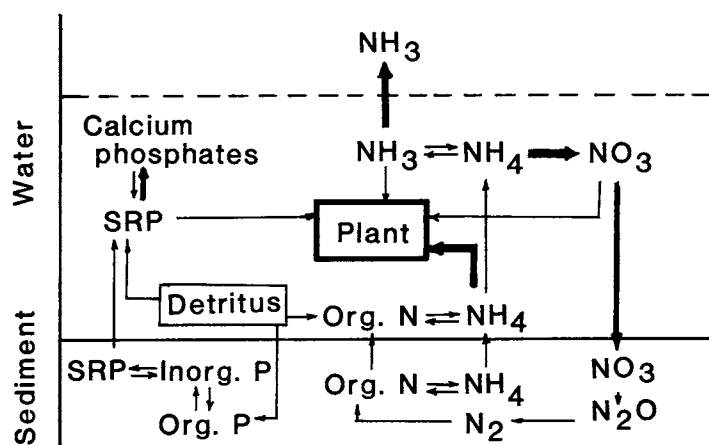 NH3
Water
Calcium
phosphates
NH3 ⇌ NH4 → NO3
SRP
Plant
Detritus
Org. N ⇌ NH4
Sediment
SRP ⇌ Inorg. P
NO3
Org. N ⇌ NH4
Org. P
N2
N2O